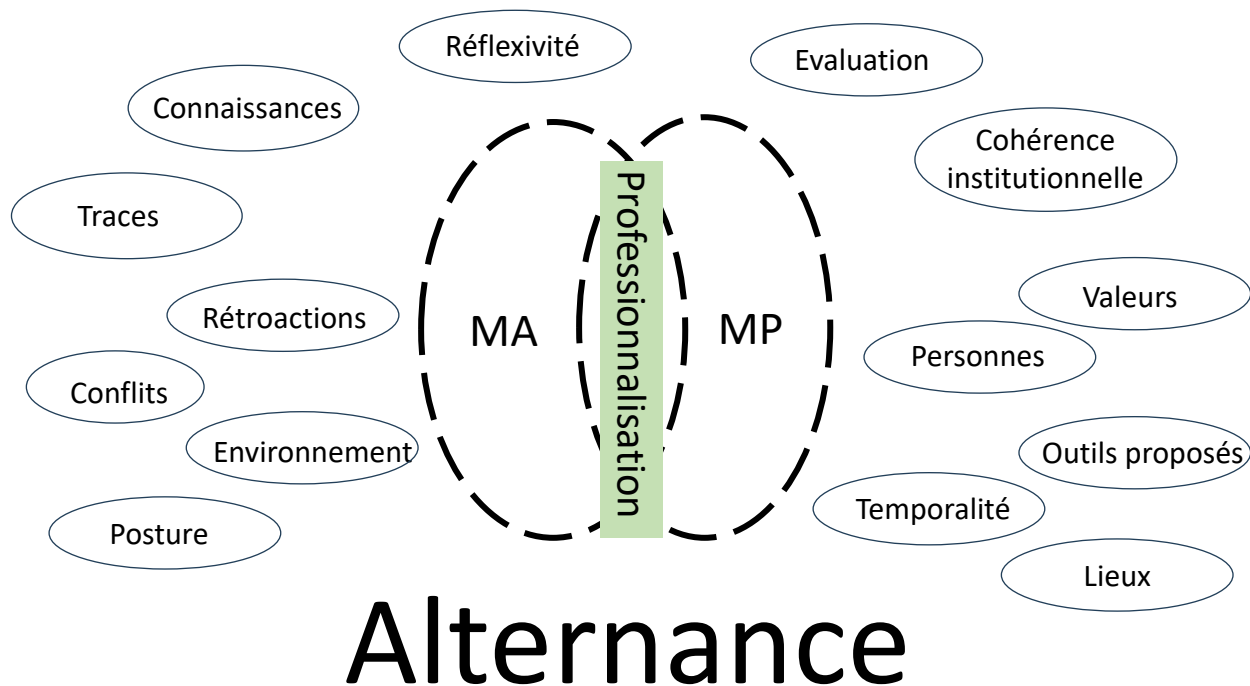 Réflexivité
Evaluation
Connaissances
Cohérence
institutionnelle
Traces
Rétroactions
Conflits
Environnement
Posture
MA
Professionnalisation
MP
Valeurs
Personnes
Outils proposés
Temporalité
Lieux
Alternance